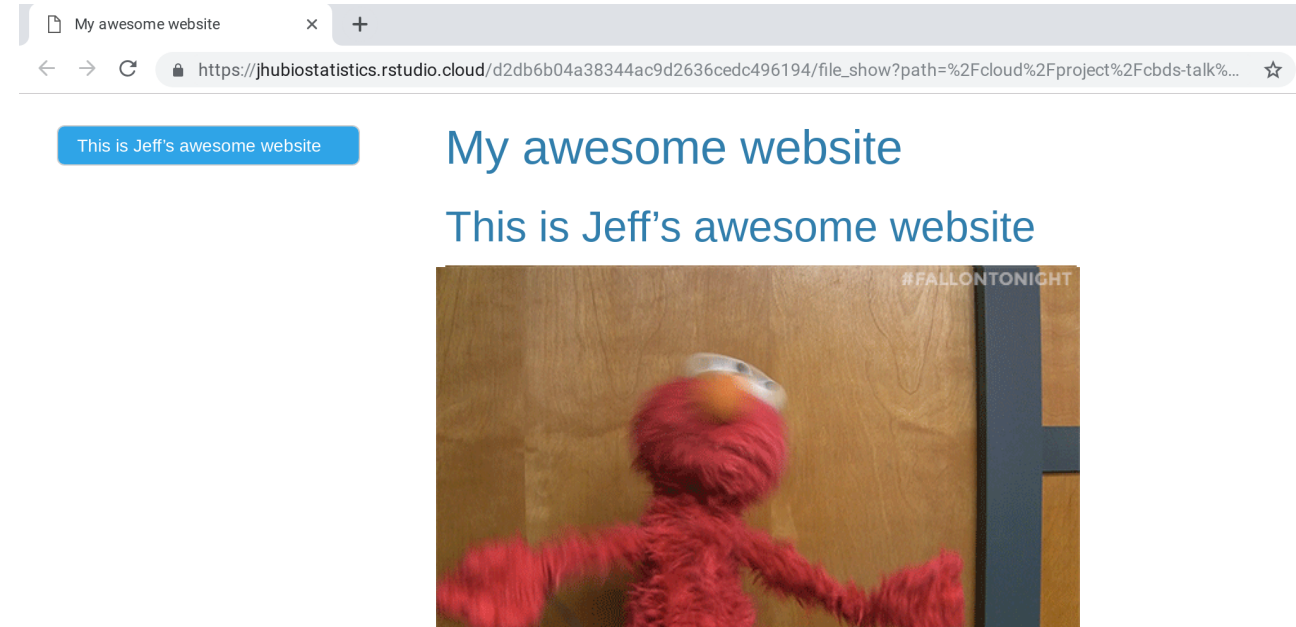 My awesome website
https://jhubiostatistics.rstudio.cloud/d2db6b04a38344ac9d2636cedc496194/file_show?path=%2Fcloud%2Fproject%2Fcbds-talk%...
This is Jeff's awesome website
My awesome website
This is Jeff’s awesome website
#FALLONTONIGHT